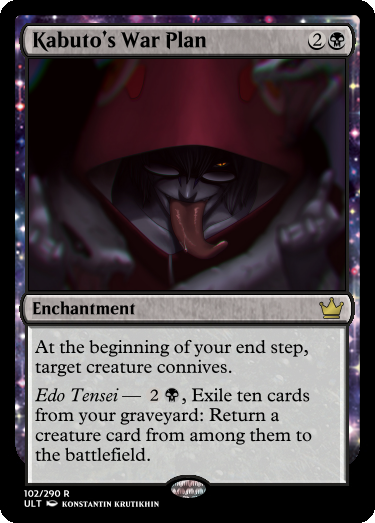 Kabuto's War Plan 2
Enchantment
At the beginning of your end step,
target creature connives.
Edo Tensei — 2 , Exile ten cards
from your graveyard: Return a
creature card from among them to
the battlefield.
102/290 R
ULT KONSTANTIN KRUTIKHIN